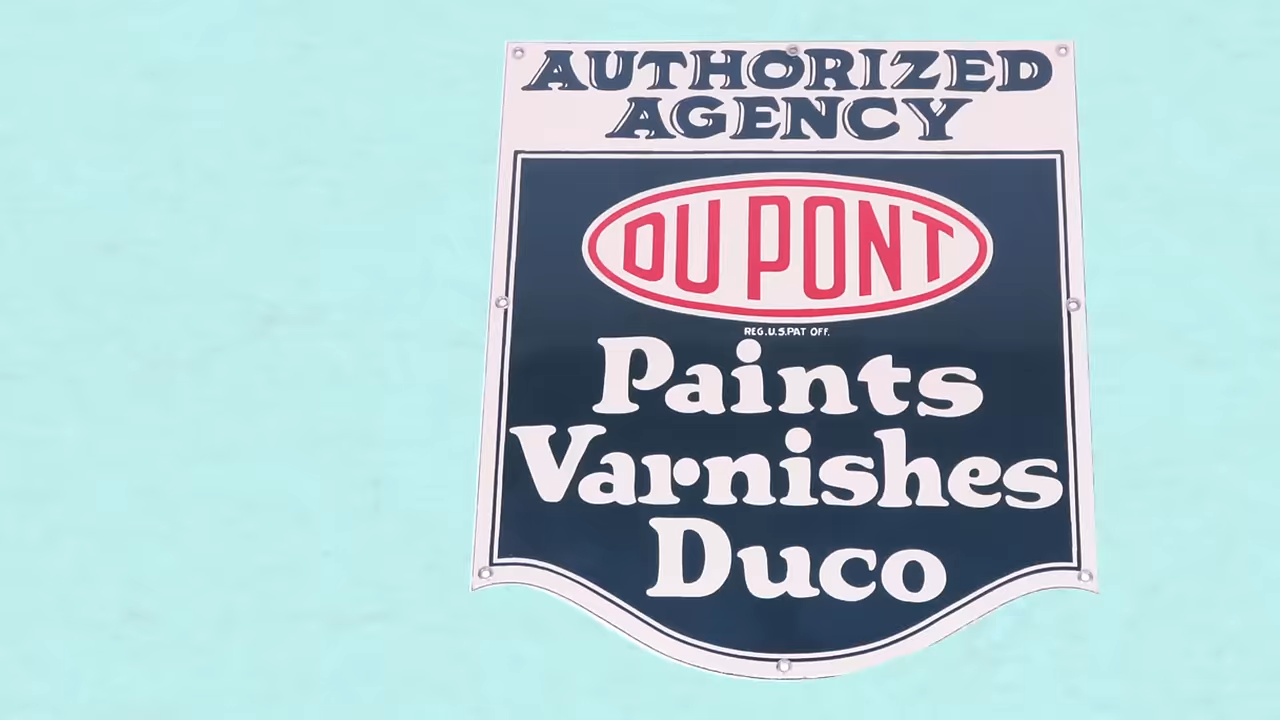 AUTHORIZED
AGENCY
DU PONT
REG.U.S.PAT OFF.
Paints
Varnishes
Duco